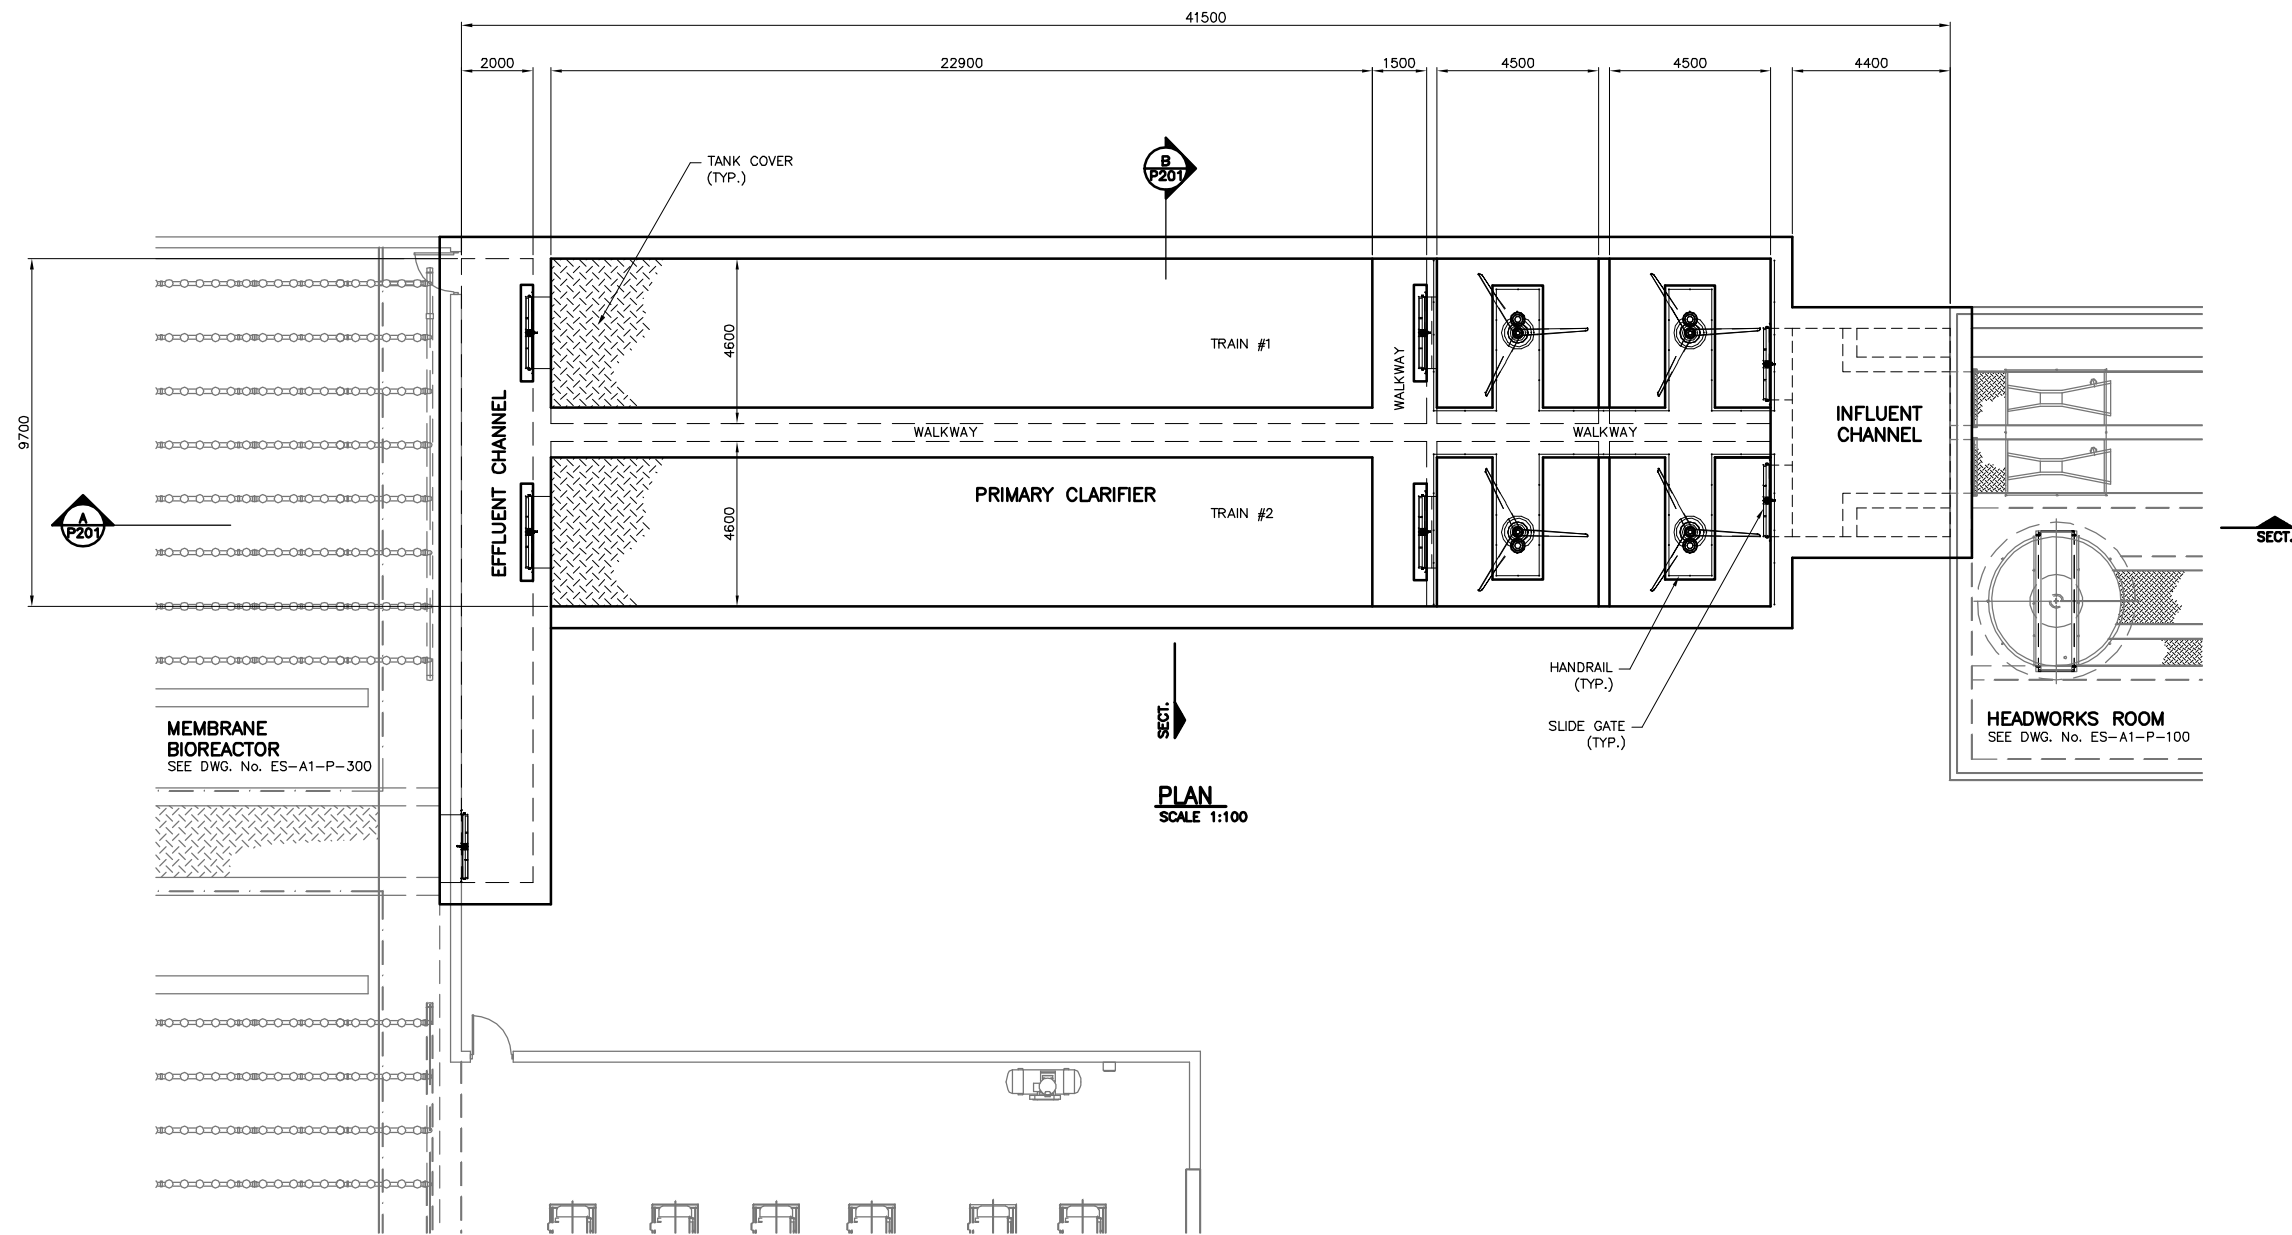 41500
2000
22900
1500
4500
4500
4400
TANK COVER
(TYP.)
B
P201
9700
4600
TRAIN #1
WALKWAY
EFFLUENT CHANNEL
WALKWAY
WALKWAY
INFLUENT
CHANNEL
PRIMARY CLARIFIER
4600
TRAIN #2
A
P201
SECT.
HANDRAIL
(TYP.)
SLIDE GATE
(TYP.)
SECT.
MEMBRANE
BIOREACTOR
SEE DWG. No. ES-A1-P-300
HEADWORKS ROOM
SEE DWG. No. ES-A1-P-100
PLAN
SCALE 1:100